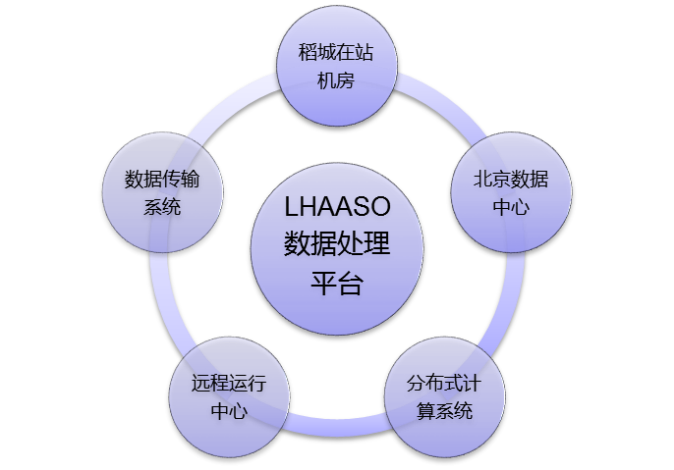 稻城在站
机房
数据传输
系统
北京数据
中心
LHAASO
数据处理
平台
远程运行
中心
分布式计
算系统